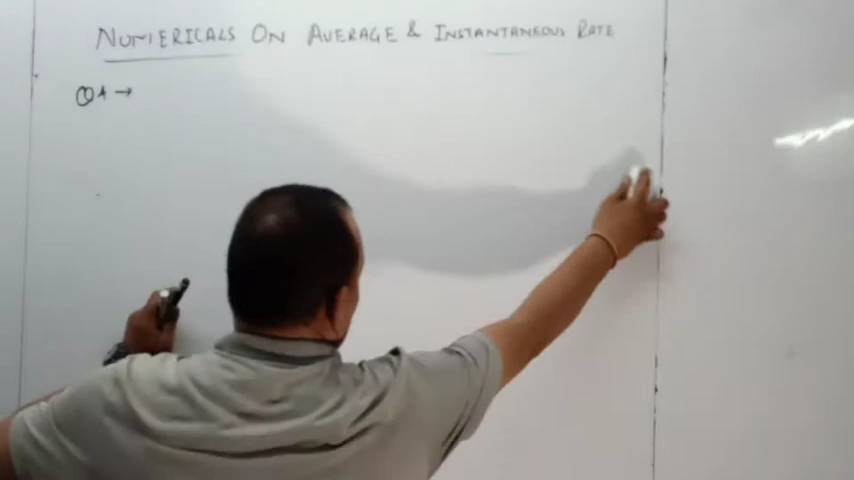 NUMERICALS ON AVERAGE & INSTANTANEOUS RATE
Q1 →